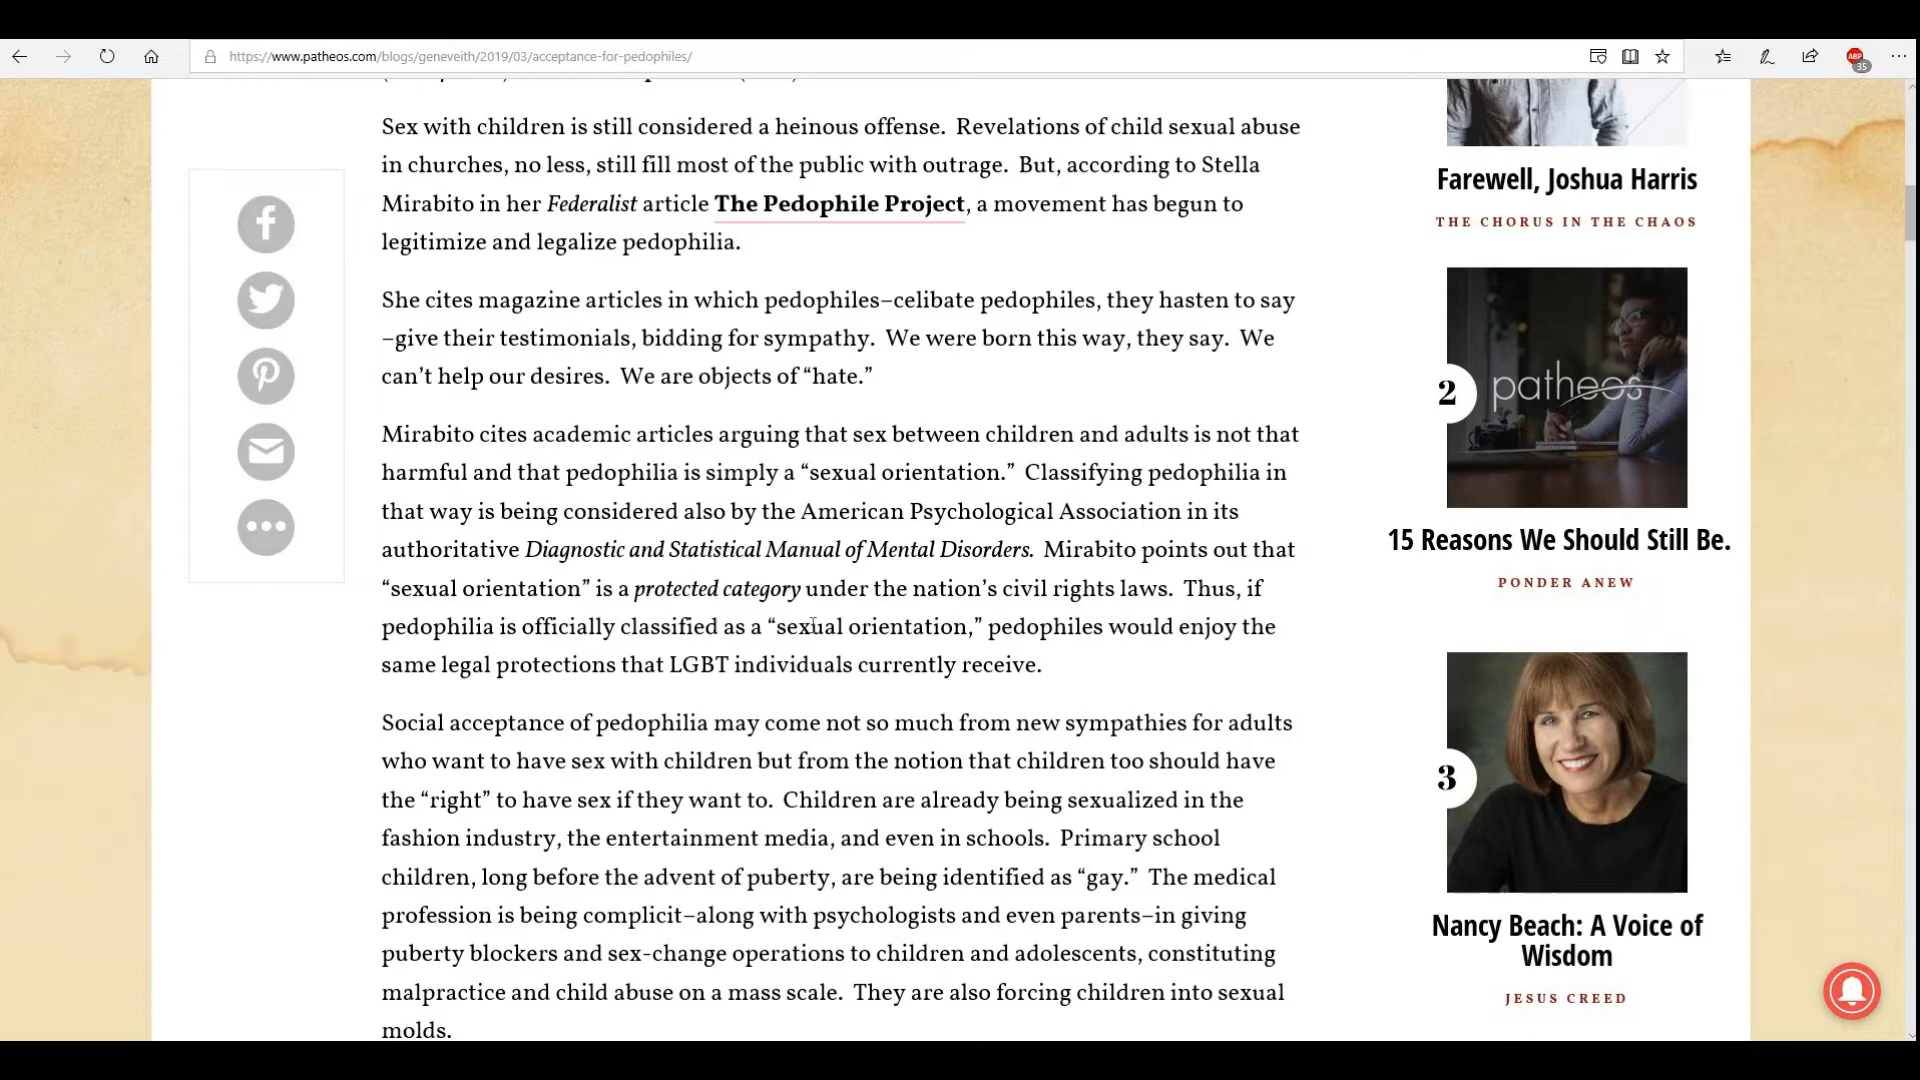 https://www.patheos.com/blogs/geneveith/2019/03/acceptance-for-pedophiles/
ABP
35
Sex with children is still considered a heinous offense.  Revelations of child sexual abuse
in churches, no less, still fill most of the public with outrage.  But, according to Stella
Mirabito in her Federalist article The Pedophile Project, a movement has begun to
legitimize and legalize pedophilia.
She cites magazine articles in which pedophiles–celibate pedophiles, they hasten to say
–give their testimonials, bidding for sympathy.  We were born this way, they say.  We
can’t help our desires.  We are objects of “hate.”
Mirabito cites academic articles arguing that sex between children and adults is not that
harmful and that pedophilia is simply a “sexual orientation.”  Classifying pedophilia in
that way is being considered also by the American Psychological Association in its
authoritative Diagnostic and Statistical Manual of Mental Disorders.  Mirabito points out that
“sexual orientation” is a protected category under the nation’s civil rights laws.  Thus, if
pedophilia is officially classified as a “sexual orientation,” pedophiles would enjoy the
same legal protections that LGBT individuals currently receive.
Social acceptance of pedophilia may come not so much from new sympathies for adults
who want to have sex with children but from the notion that children too should have
the “right” to have sex if they want to.  Children are already being sexualized in the
fashion industry, the entertainment media, and even in schools.  Primary school
children, long before the advent of puberty, are being identified as “gay.”  The medical
profession is being complicit–along with psychologists and even parents–in giving
puberty blockers and sex-change operations to children and adolescents, constituting
malpractice and child abuse on a mass scale.  They are also forcing children into sexual
molds.
Farewell, Joshua Harris
THE CHORUS IN THE CHAOS
2
patheos
15 Reasons We Should Still Be.
PONDER ANEW
3
Nancy Beach: A Voice of
Wisdom
JESUS CREED